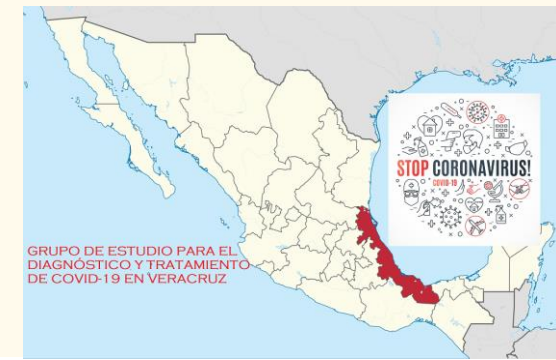 STOP CORONAVIRUS!
COVID-19
GRUPO DE ESTUDIO PARA EL
DIAGNÓSTICO Y TRATAMIENTO
DE COVID-19 EN VERACRUZ